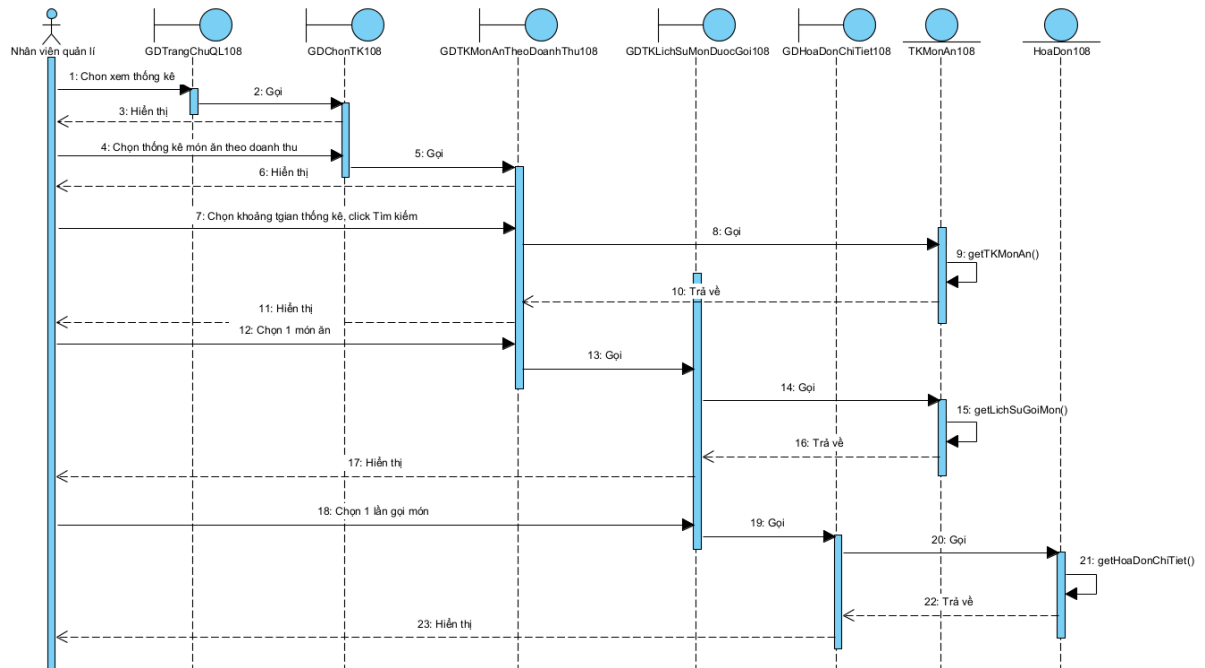 Nhân viên quản lí
GDTrangChuQL108
GDChonTK108
GDTKMonAnTheoDoanhThu108
GDTKLichSuMonDuocGoi108
GDHoaDonChiTiet108
TKMonAn108
HoaDon108
1: Chon xem thống kê
2: Gọi
3: Hiển thị
4: Chọn thống kê món ăn theo doanh thu
5: Gọi
6: Hiển thị
7: Chọn khoảng tgian thống kê, click Tìm kiếm
8: Gọi
9: getTKMonAn()
10: Trả về
11: Hiển thị
12: Chọn 1 món ăn
13: Gọi
14: Gọi
15: getLichSuGoiMon()
16: Trả về
17: Hiển thị
18: Chọn 1 lần gọi món
19: Gọi
20: Gọi
21: getHoaDonChiTiet()
22: Trả về
23: Hiển thị